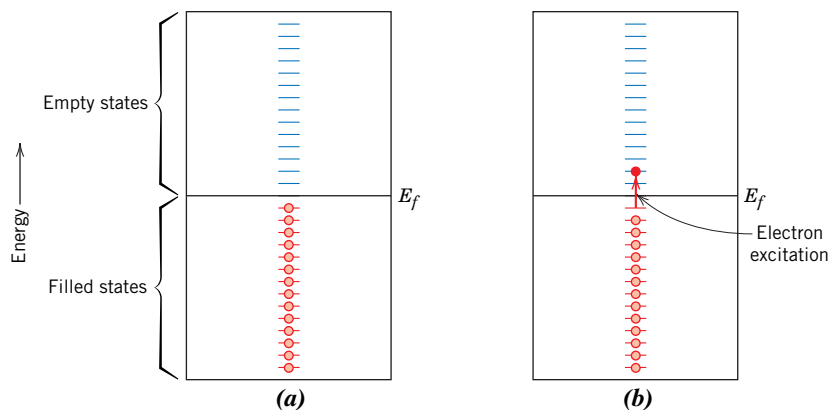 Empty states
Energy
Filled states
E_f
(a)
E_f
Electron
excitation
(b)